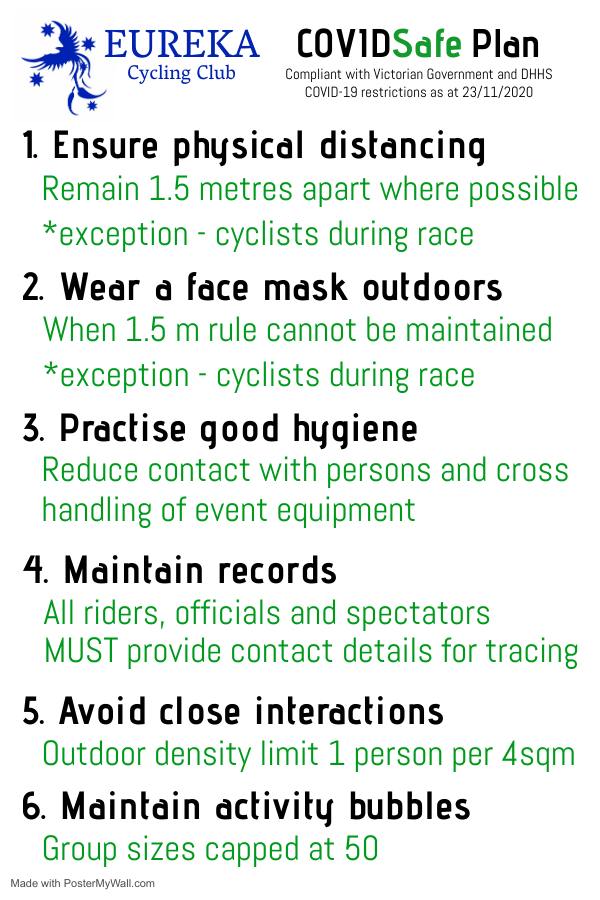 EUREKA
Cycling Club
COVIDSafe Plan
Compliant with Victorian Government and DHHS
COVID-19 restrictions as at 23/11/2020
1. Ensure physical distancing
Remain 1.5 metres apart where possible
*exception - cyclists during race
2. Wear a face mask outdoors
When 1.5 m rule cannot be maintained
*exception - cyclists during race
3. Practise good hygiene
Reduce contact with persons and cross
handling of event equipment
4. Maintain records
All riders, officials and spectators
MUST provide contact details for tracing
5. Avoid close interactions
Outdoor density limit 1 person per 4sqm
6. Maintain activity bubbles
Group sizes capped at 50
Made with PosterMyWall.com